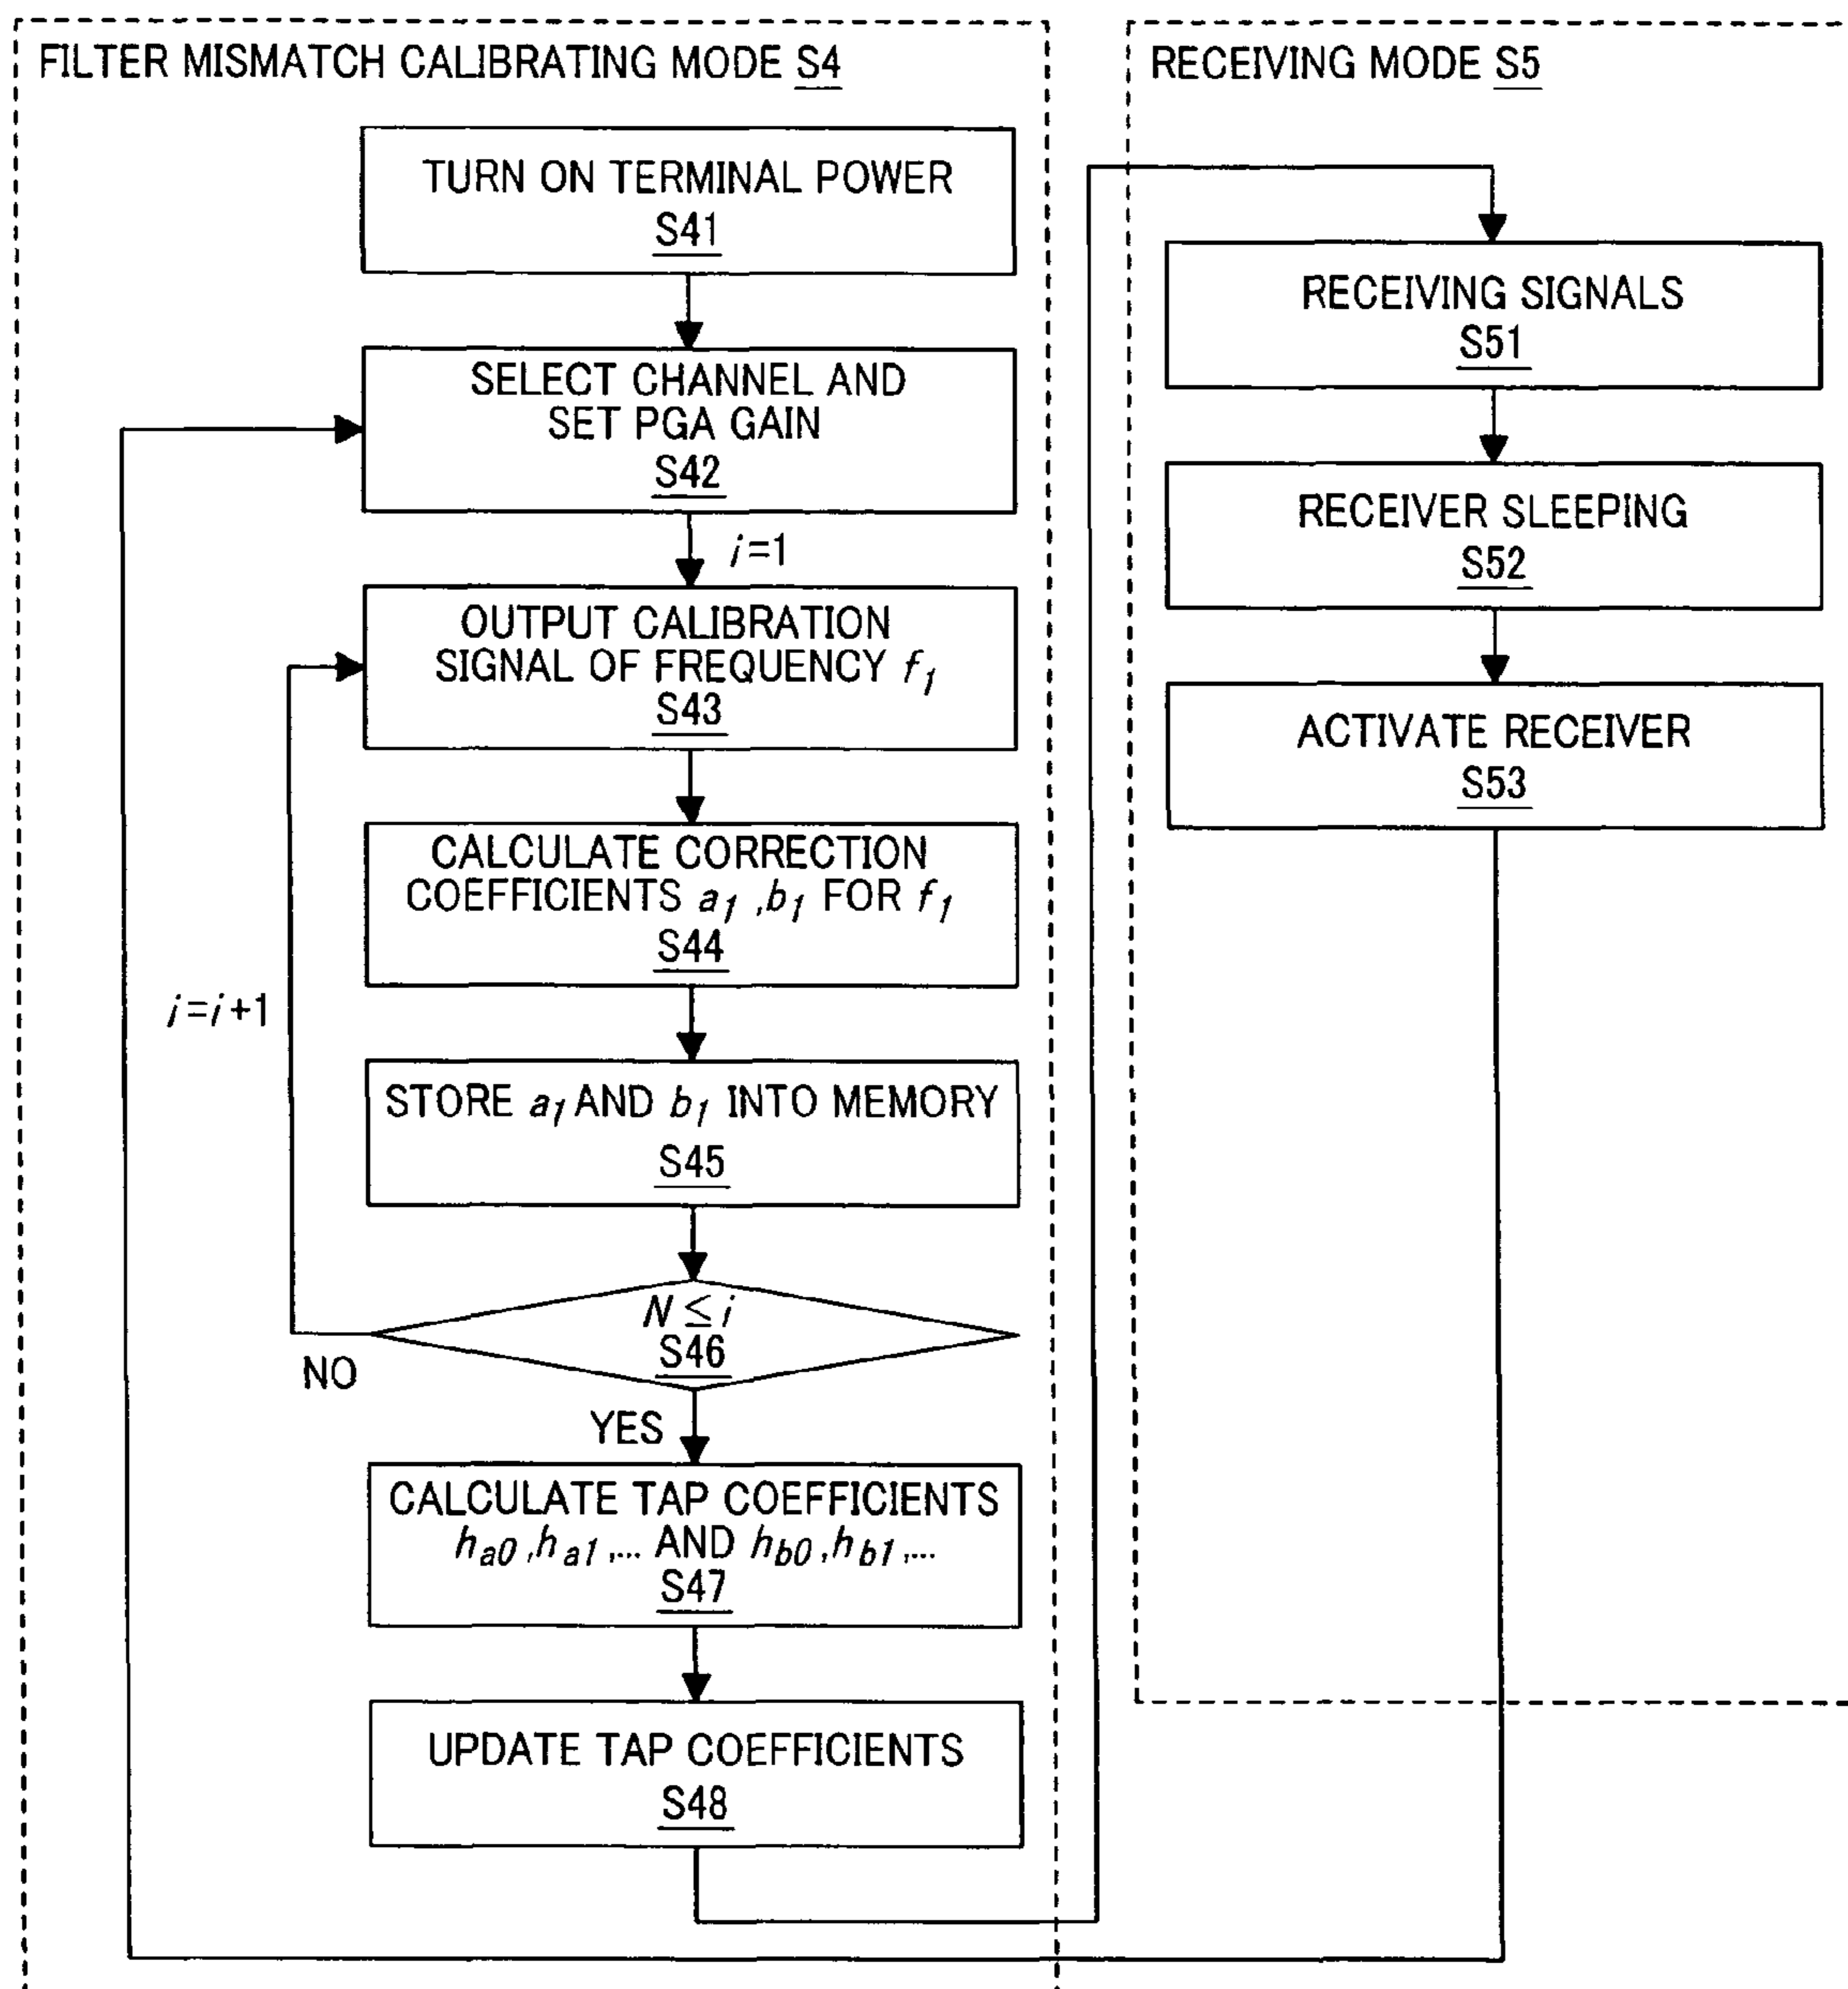 FILTER MISMATCH CALIBRATING MODE S4
TURN ON TERMINAL POWER
S41
SELECT CHANNEL AND
SET PGA GAIN
S42
i=1
OUTPUT CALIBRATION
SIGNAL OF FREQUENCY f1
S43
CALCULATE CORRECTION
COEFFICIENTS a1 ,b1 FOR f1
S44
i=i+1
STORE a1 AND b1 INTO MEMORY
S45
N ≤ i
S46
NO
YES
CALCULATE TAP COEFFICIENTS
ha0 ,ha1 ,... AND hb0 ,hb1 ,...
S47
UPDATE TAP COEFFICIENTS
S48
RECEIVING MODE S5
RECEIVING SIGNALS
S51
RECEIVER SLEEPING
S52
ACTIVATE RECEIVER
S53